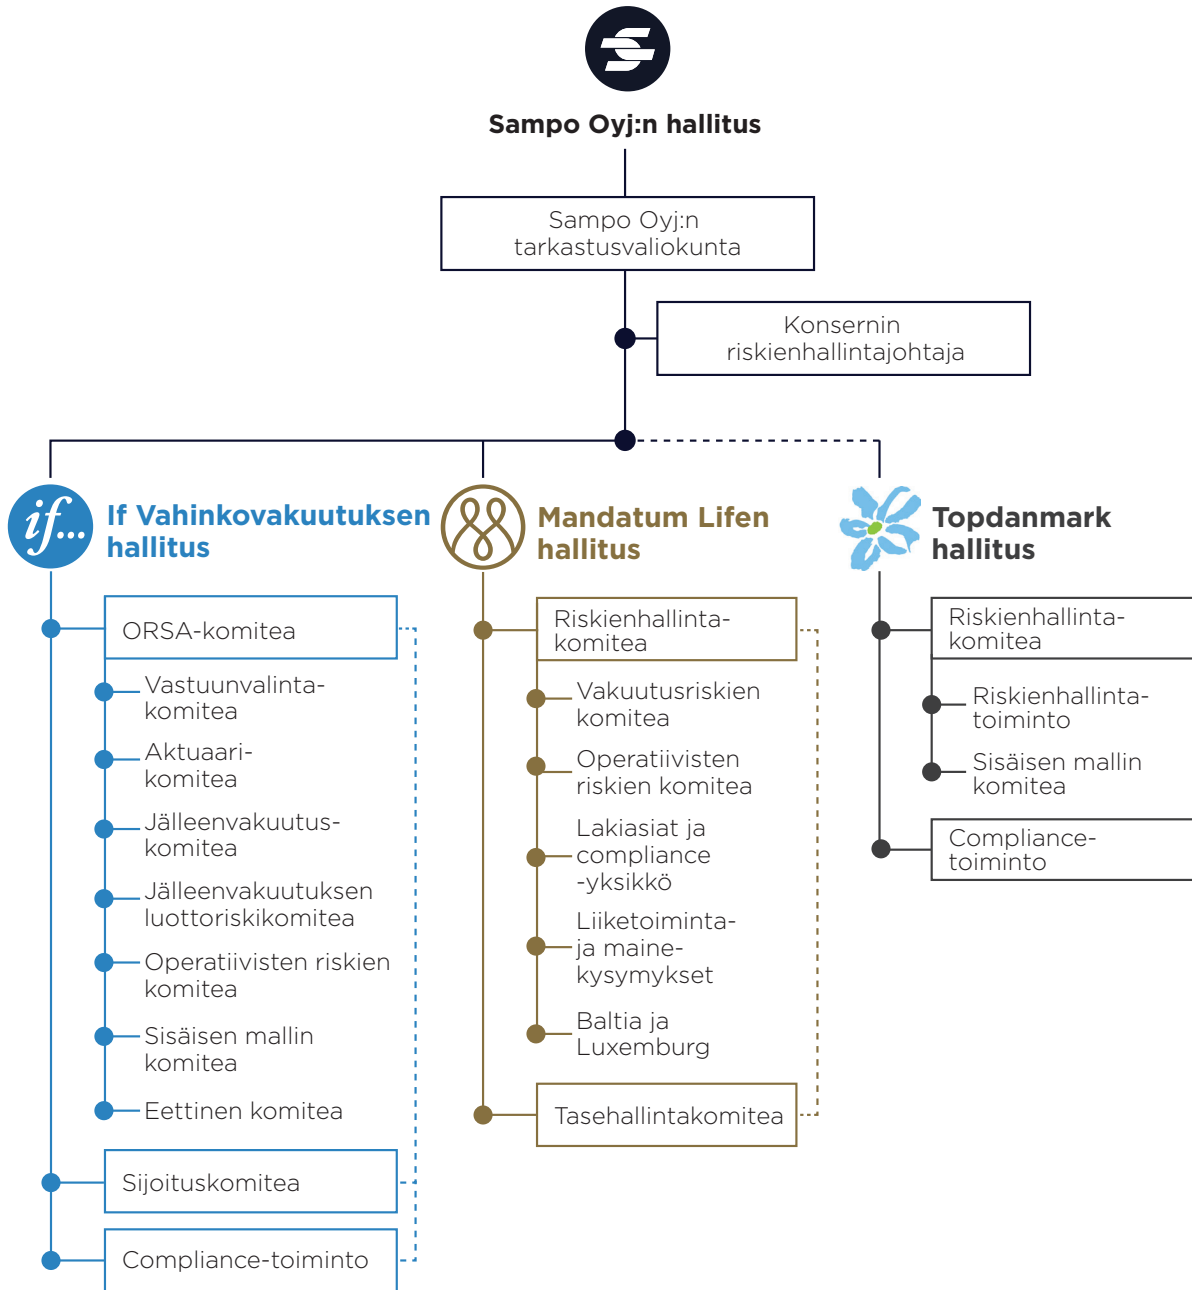 Sampo Oyj:n hallitus
Sampo Oyj:n
tarkastusvaliokunta
Konsernin
riskienhallintajohtaja
if...
If Vahinkovakuutuksen
hallitus
ORSA-komitea
Vastuunvalinta-
komitea
Aktuaari-
komitea
Jälleenvakuutus-
komitea
Jälleenvakuutuksen
luottoriskikomitea
Operatiivisten riskien
komitea
Sisäisen mallin
komitea
Eettinen komitea
Sijoituskomitea
Compliance-toiminto
Mandatum Lifen
hallitus
Riskienhallinta-
komitea
Vakuutusriskien
komitea
Operatiivisten
riskien komitea
Lakiasiat ja
compliance
-yksikkö
Liiketoiminta-
ja maine-
kysymykset
Baltia ja
Luxemburg
Tasehallintakomitea
Topdanmark
hallitus
Riskienhallinta-
komitea
Riskienhallinta-
toiminto
Sisäisen mallin
komitea
Compliance-
toiminto